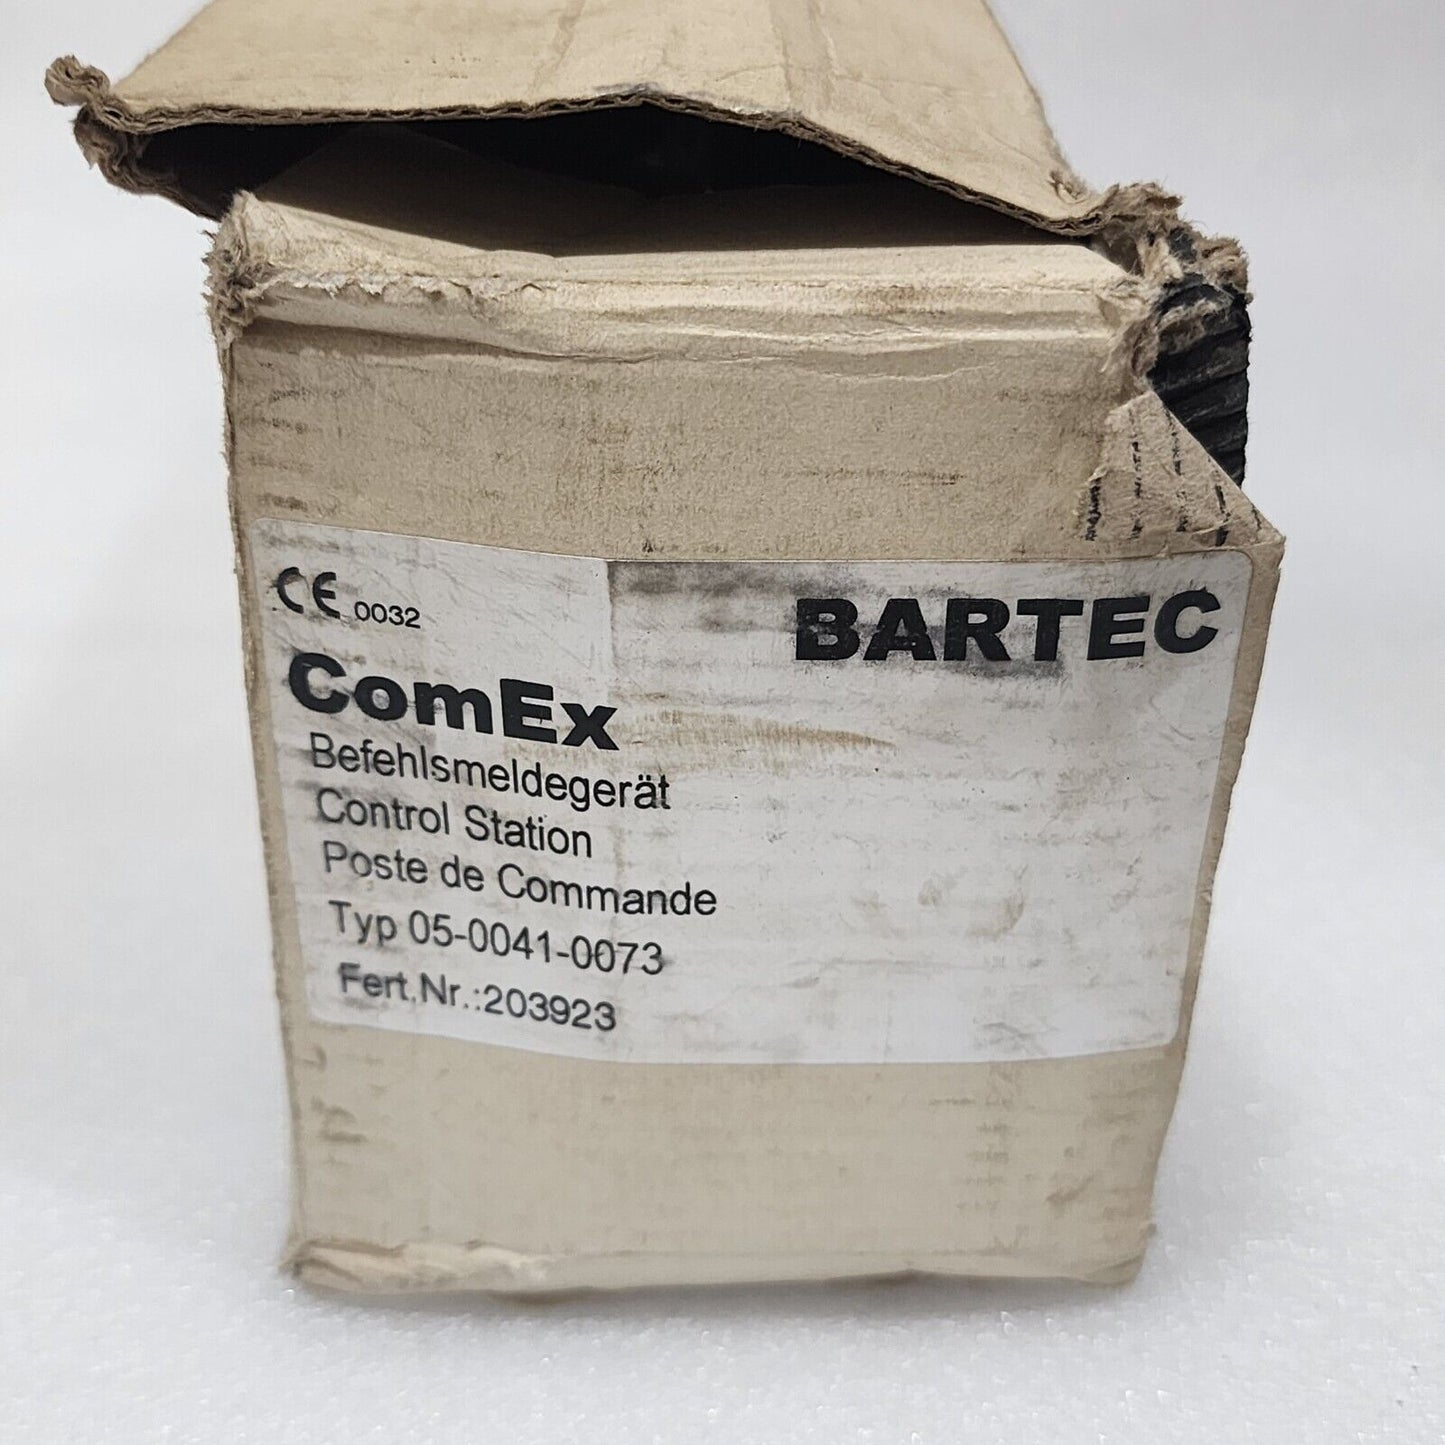 CE 0032
BARTEC
ComEx
Befehlsmeldegerät
Control Station
Poste de Commande
Typ 05-0041-0073
Fert.Nr.:203923